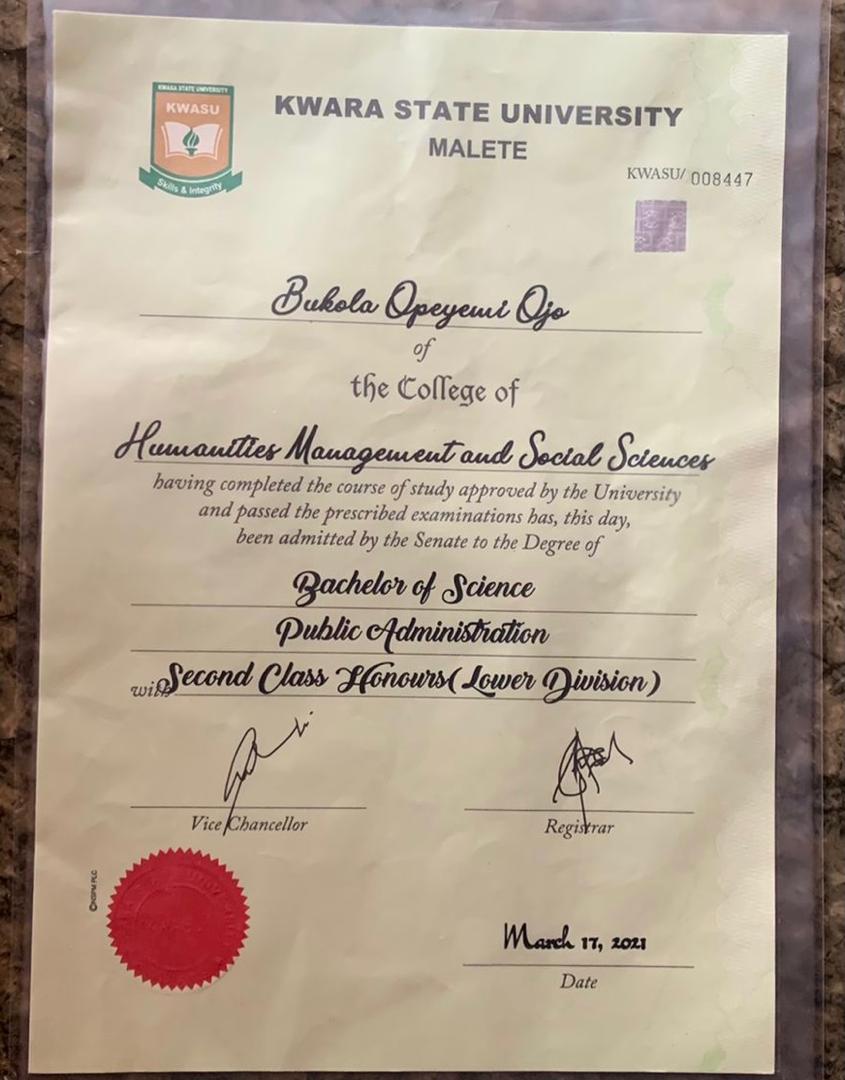 KWARA STATE UNIVERSITY
KWASU
Skills & Integrity
KWARA STATE UNIVERSITY
MALETE
KWASU/ 008447
Bukola Opeyemi Ojo
of
the College of
Humanities Management and Social Sciences
having completed the course of study approved by the University
and passed the prescribed examinations has, this day,
been admitted by the Senate to the Degree of
Bachelor of Science
Public Administration
with Second Class Honours( Lower Division )
Vice Chancellor
Registrar
©NSPM PLC
March 17, 2021
Date